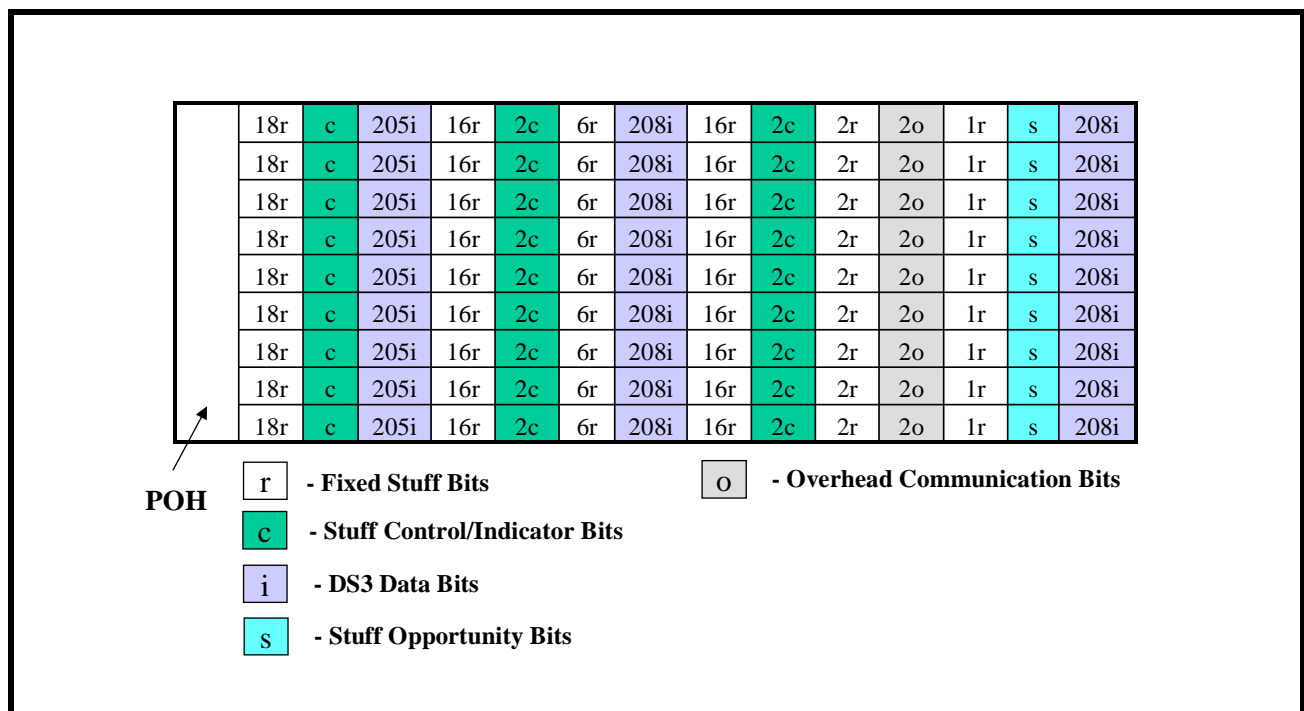 18r c 205i 16r 2c 6r 208i 16r 2c 2r 2o 1r s 208i
18r c 205i 16r 2c 6r 208i 16r 2c 2r 2o 1r s 208i
18r c 205i 16r 2c 6r 208i 16r 2c 2r 2o 1r s 208i
18r c 205i 16r 2c 6r 208i 16r 2c 2r 2o 1r s 208i
18r c 205i 16r 2c 6r 208i 16r 2c 2r 2o 1r s 208i
18r c 205i 16r 2c 6r 208i 16r 2c 2r 2o 1r s 208i
18r c 205i 16r 2c 6r 208i 16r 2c 2r 2o 1r s 208i
18r c 205i 16r 2c 6r 208i 16r 2c 2r 2o 1r s 208i
18r c 205i 16r 2c 6r 208i 16r 2c 2r 2o 1r s 208i
POH
r - Fixed Stuff Bits
o - Overhead Communication Bits
c - Stuff Control/Indicator Bits
i - DS3 Data Bits
s - Stuff Opportunity Bits